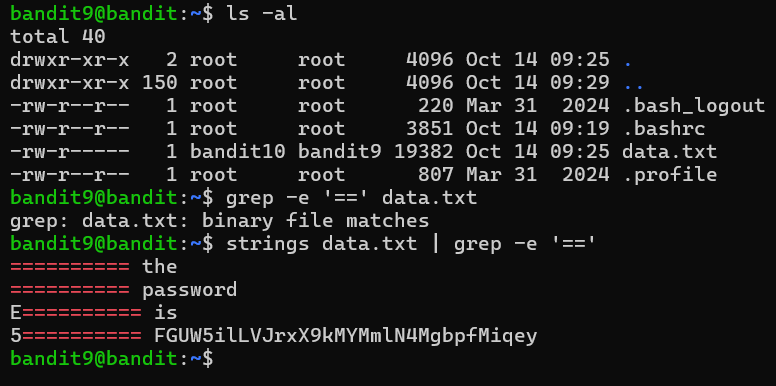 bandit9@bandit:~$ ls -al
total 40
drwxr-xr-x   2 root     root      4096 Oct 14 09:25 .
drwxr-xr-x 150 root     root      4096 Oct 14 09:29 ..
-rw-r--r--   1 root     root       220 Mar 31  2024 .bash_logout
-rw-r--r--   1 root     root      3851 Oct 14 09:19 .bashrc
-rw-r-----   1 bandit10 bandit9 19382 Oct 14 09:25 data.txt
-rw-r--r--   1 root     root       807 Mar 31  2024 .profile
bandit9@bandit:~$ grep -e '==' data.txt
grep: data.txt: binary file matches
bandit9@bandit:~$ strings data.txt | grep -e '=='
========== the
========== password
E========== is
5========== FGUW5ilLVJrxX9kMYMmlN4MgbpfMiqey
bandit9@bandit:~$